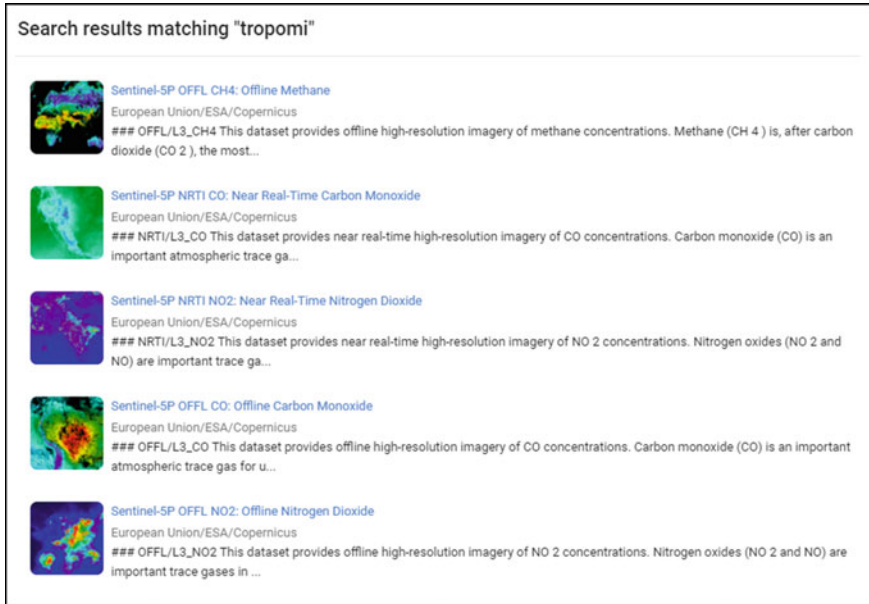 Search results matching "tropomi"
Sentinel-5P OFFL CH4: Offline Methane
European Union/ESA/Copernicus
### OFFL/L3_CH4 This dataset provides offline high-resolution imagery of methane concentrations. Methane (CH 4 ) is, after carbon
dioxide (CO 2 ), the most...
Sentinel-5P NRTI CO: Near Real-Time Carbon Monoxide
European Union/ESA/Copernicus
### NRTI/L3_CO This dataset provides near real-time high-resolution imagery of CO concentrations. Carbon monoxide (CO) is an
important atmospheric trace ga...
Sentinel-5P NRTI NO2: Near Real-Time Nitrogen Dioxide
European Union/ESA/Copernicus
### NRTI/L3_NO2 This dataset provides near real-time high-resolution imagery of NO 2 concentrations. Nitrogen oxides (NO 2 and
NO) are important trace ga...
Sentinel-5P OFFL CO: Offline Carbon Monoxide
European Union/ESA/Copernicus
### OFFL/L3_CO This dataset provides offline high-resolution imagery of CO concentrations. Carbon monoxide (CO) is an important
atmospheric trace gas for u...
Sentinel-5P OFFL NO2: Offline Nitrogen Dioxide
European Union/ESA/Copernicus
### OFFL/L3_NO2 This dataset provides offline high-resolution imagery of NO 2 concentrations. Nitrogen oxides (NO 2 and NO) are
important trace gases in ...